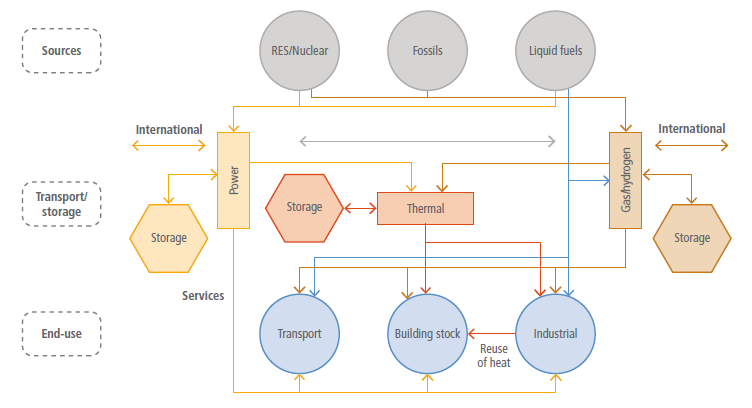 Sources
RES/Nuclear
Fossils
Liquid fuels
International
International
Transport/
storage
Power
Storage
Storage
Thermal
Gas/hydrogen
Storage
Services
End-use
Transport
Building stock
Industrial
Reuse
of heat